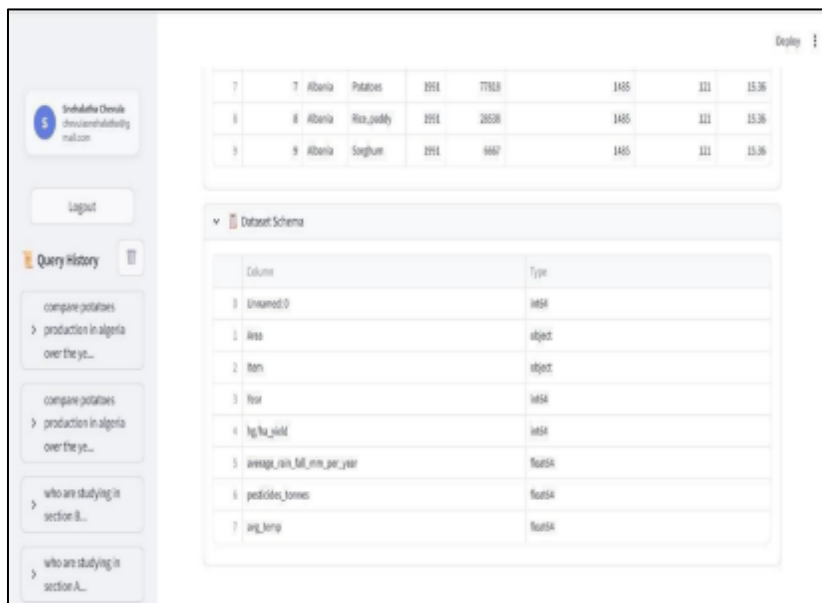 Deploy
Snehalatha Chevula
S
mail.com
Logout
Query History
compare potatoes
production in algeria
over the ye...
compare potatoes
production in algeria
over the ye...
who are studying in
section B...
who are studying in
section A...
7 7 Albania Potatoes 1991 1485 121 15.36
8 8 Albania Rice,paddy 1991 28538 1485 121 15.36
9 9 Albania Sorghum 1991 6667 1485 121 15.36
Dataset Schema
Column Type
0 Unnamed:0 int64
1 Area object
2 Item object
3 Year int64
4 hg/ha_yield int64
5 average_rain_fall_mm_per_year float64
6 pesticides_tonnes float64
7 avg_temp float64